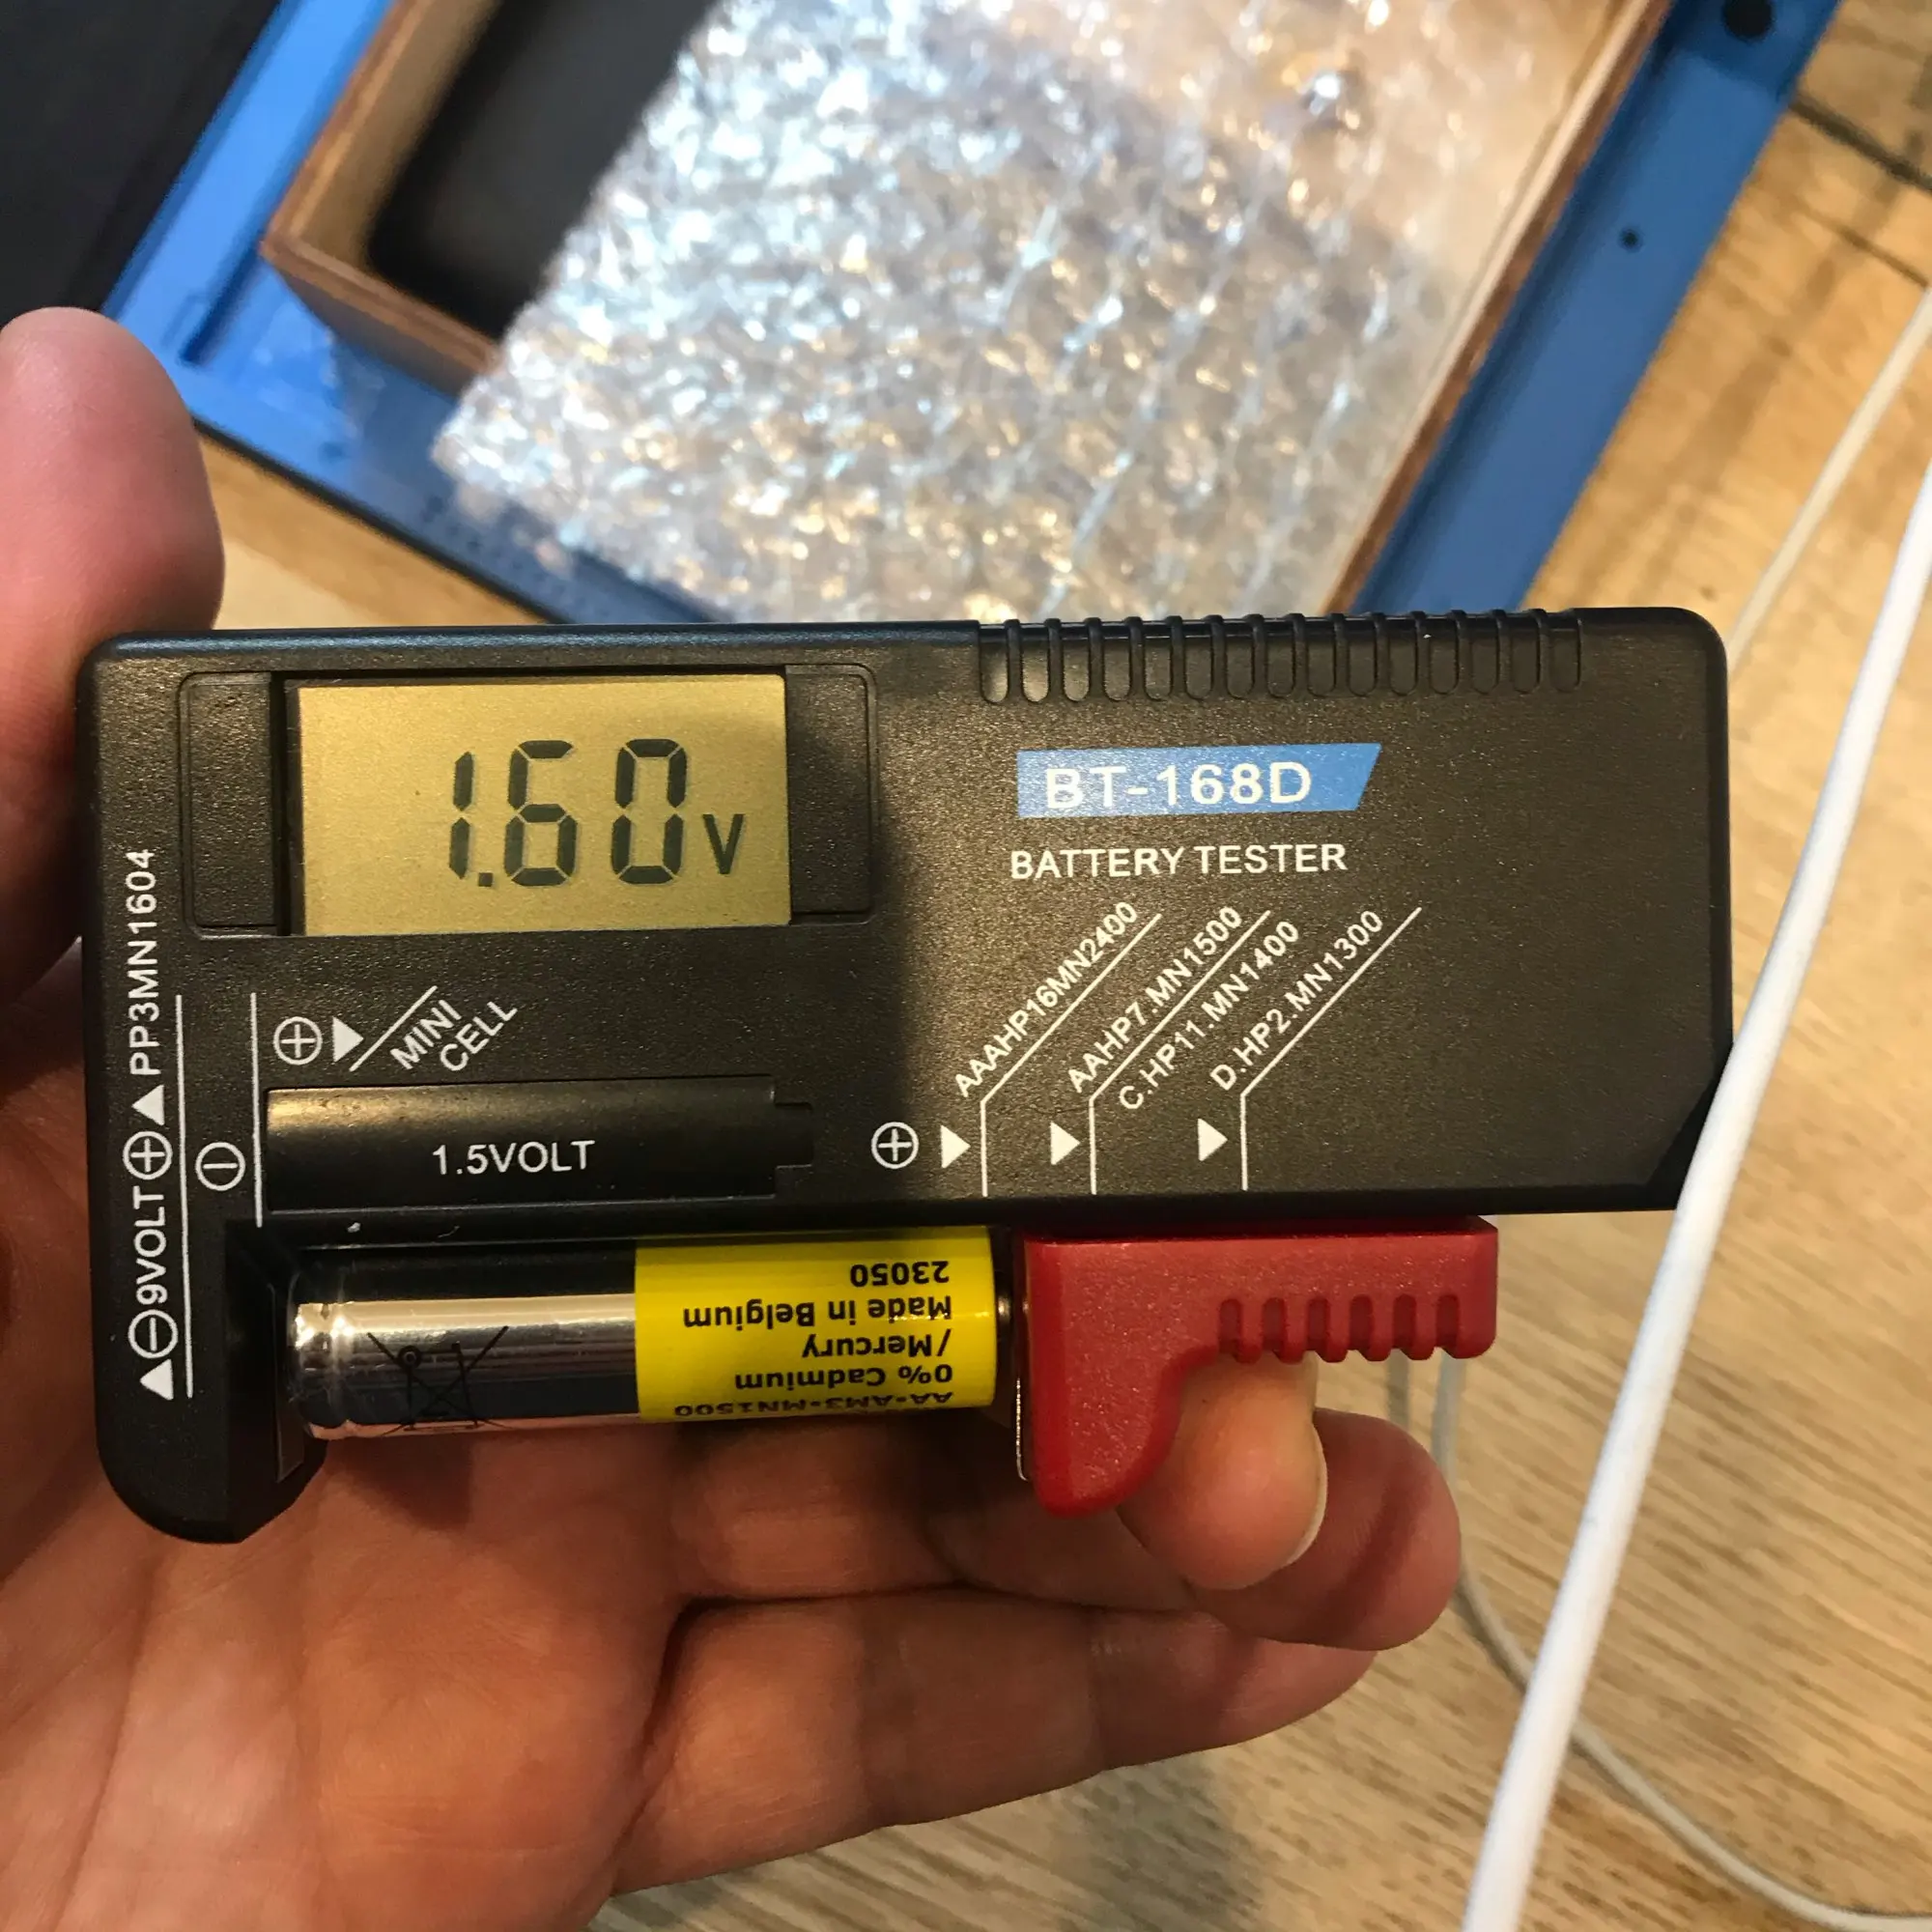 1.60V
BT-168D
BATTERY TESTER
AAAHP16MN2400
AAHP7.MN1500
C.HP11.MN1400
D.HP2.MN1300
⊕
MINI
CELL
⊖
1.5VOLT
⊕
▲⊖9VOLT⊕▲PP3MN1604
AA-AM3-MN1500
0% Cadmium
/Mercury
Made in Belgium
23050